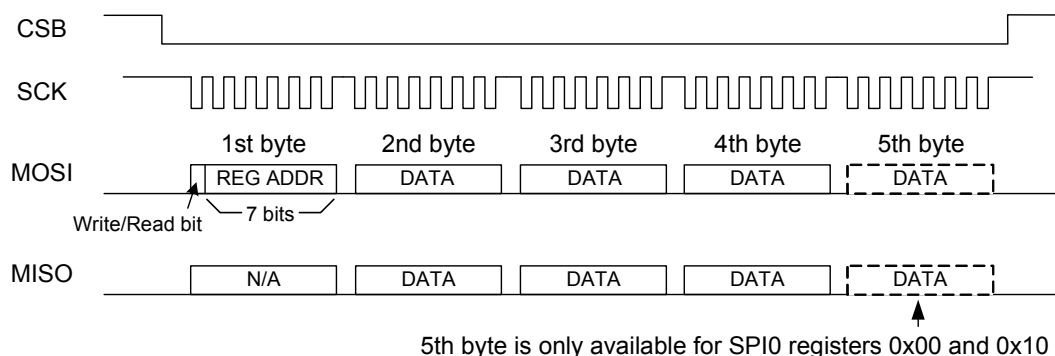 CSB
SCK
1st byte 2nd byte 3rd byte 4th byte 5th byte
MOSI REG ADDR DATA DATA DATA DATA
Write/Read bit 7 bits
MISO N/A DATA DATA DATA DATA
5th byte is only available for SPI0 registers 0x00 and 0x10